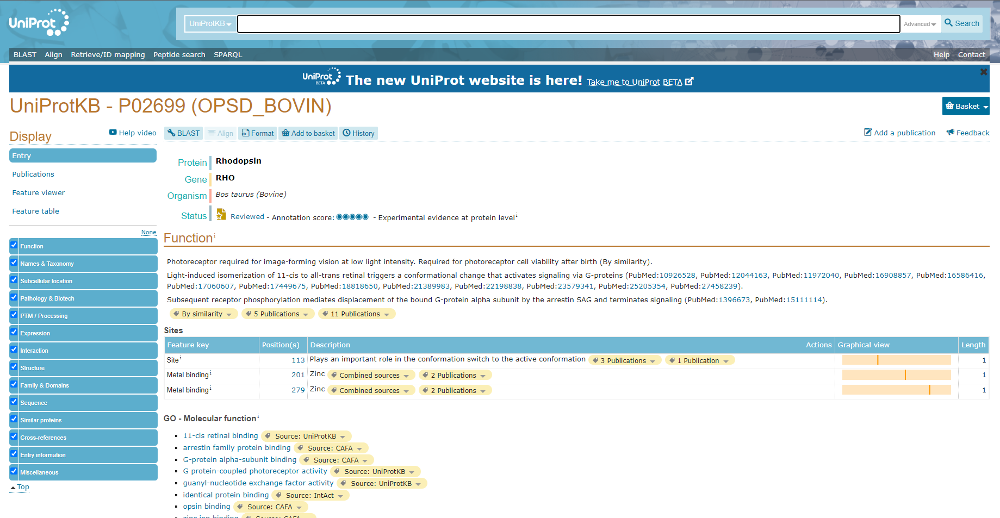 UniProt
UniProtKB
Advanced
Search
BLAST Align Retrieve/ID mapping Peptide search SPARQL
Help Contact
UniProt BETA The new UniProt website is here! Take me to UniProt BETA
UniProtKB - P02699 (OPSD_BOVIN)
Basket
Display
Help video
Entry
Publications
Feature viewer
Feature table
None
Function
Names & Taxonomy
Subcellular location
Pathology & Biotech
PTM / Processing
Expression
Interaction
Structure
Family & Domains
Sequence
Similar proteins
Cross-references
Entry information
Miscellaneous
Top
BLAST Align Format Add to basket History
Add a publication Feedback
Protein Rhodopsin
Gene RHO
Organism Bos taurus (Bovine)
Status Reviewed - Annotation score: - Experimental evidence at protein level i
Function i
Photoreceptor required for image-forming vision at low light intensity. Required for photoreceptor cell viability after birth (By similarity).
Light-induced isomerization of 11-cis to all-trans retinal triggers a conformational change that activates signaling via G-proteins (PubMed:10926528, PubMed:12044163, PubMed:11972040, PubMed:16908857, PubMed:16586416,
PubMed:17060607, PubMed:17449675, PubMed:18818650, PubMed:21389983, PubMed:22198838, PubMed:23579341, PubMed:25205354, PubMed:27458239).
Subsequent receptor phosphorylation mediates displacement of the bound G-protein alpha subunit by the arrestin SAG and terminates signaling (PubMed:1396673, PubMed:15111114).
By similarity 5 Publications 11 Publications
Sites
Feature key Position(s) Description Actions Graphical view Length
Site i 113 Plays an important role in the conformation switch to the active conformation 3 Publications 1 Publication 1
Metal binding i 201 Zinc Combined sources 2 Publications 1
Metal binding i 279 Zinc Combined sources 2 Publications 1
GO - Molecular function i
11-cis retinal binding Source: UniProtKB
arrestin family protein binding Source: CAFA
G-protein alpha-subunit binding Source: CAFA
G protein-coupled photoreceptor activity Source: UniProtKB
guanyl-nucleotide exchange factor activity Source: UniProtKB
identical protein binding Source: IntAct
opsin binding Source: CAFA
zinc ion binding Source: CAFA